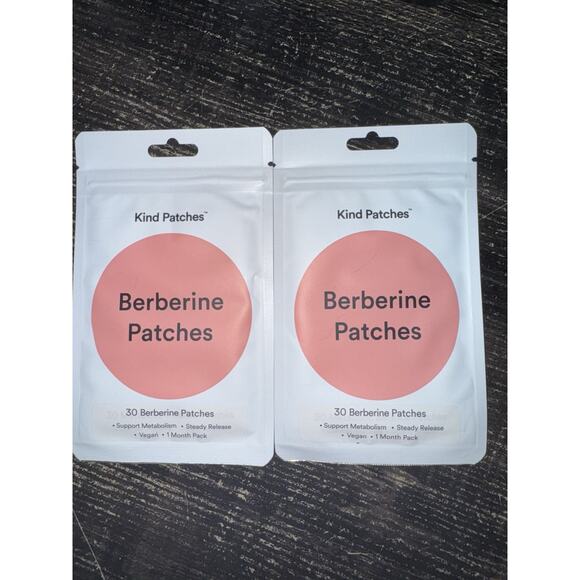 Kind Patches™
Berberine
Patches
30 Berberine Patches
• Support Metabolism • Steady Release
• Vegan • 1 Month Pack
Kind Patches™
Berberine
Patches
30 Berberine Patches
• Support Metabolism • Steady Release
• Vegan • 1 Month Pack